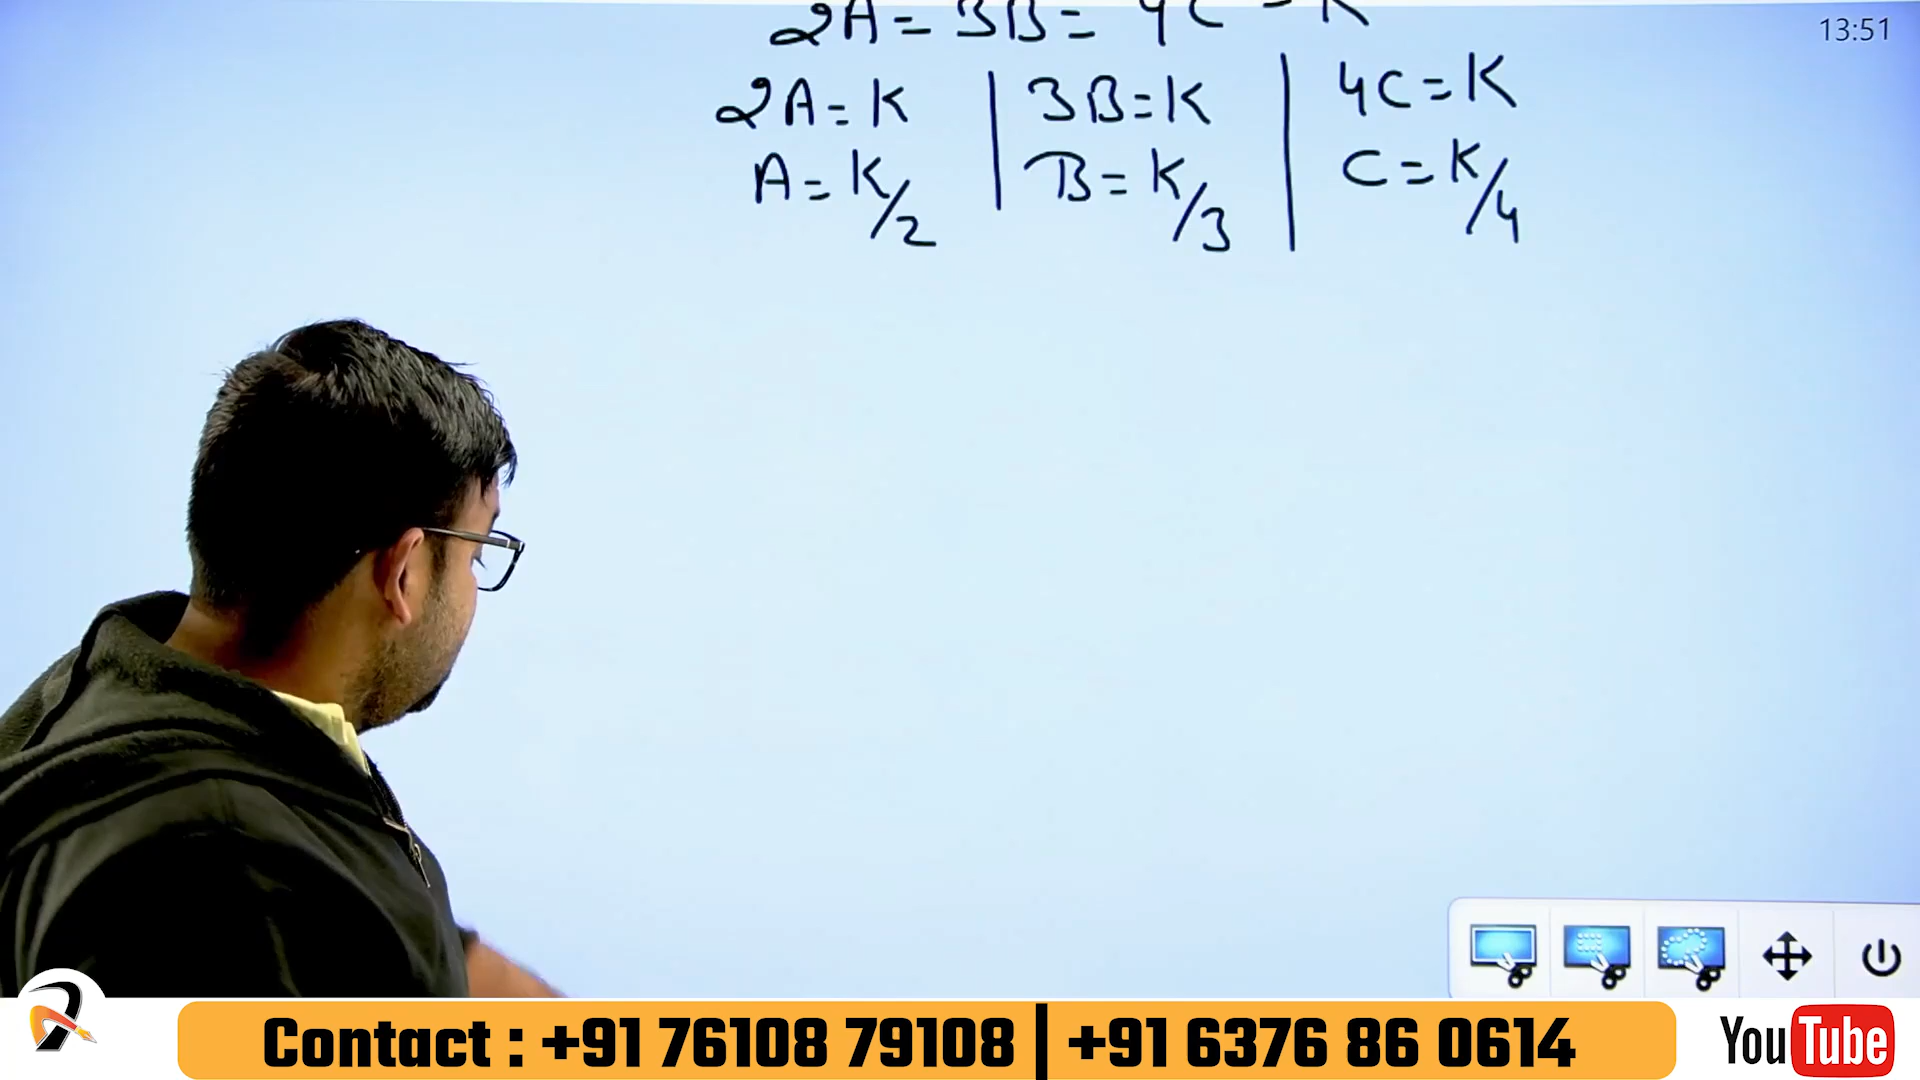 2A = 3B = 4C = K
13:51
2A = K | 3B = K | 4C = K
A = K/2 | B = K/3 | C = K/4
Contact : +91 76108 79108 | +91 6376 86 0614
YouTube